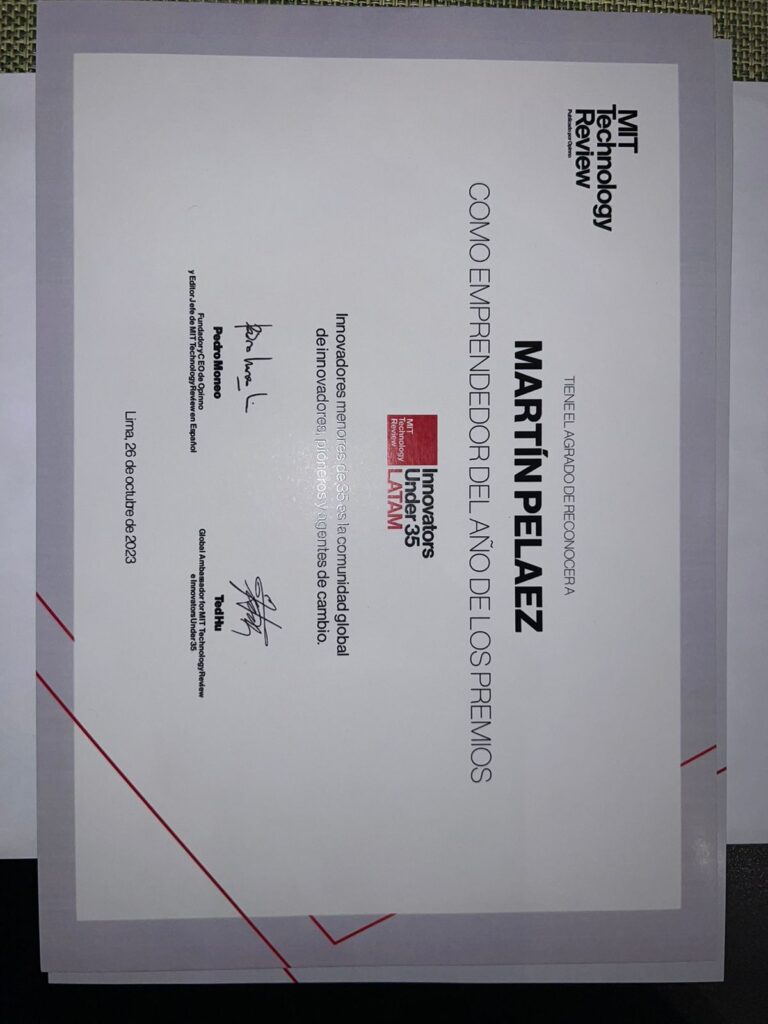 MIT
Technology
Review
Publicado por Opinno
TIENE EL AGRADO DE RECONOCER A
MARTÍN PELAEZ
COMO EMPRENDEDOR DEL AÑO DE LOS PREMIOS
MIT
Technology
Review
Innovators
Under 35
LATAM
Innovadores menores de 35 es la comunidad global
de innovadores, pioneros y agentes de cambio.
Pedro Moneo
Fundador y CEO de Opinno
y Editor Jefe de MIT Technology Review en Español
Ted Hu
Global Ambassador for MIT Technology Review
e Innovators Under 35
Lima, 26 de octubre de 2023